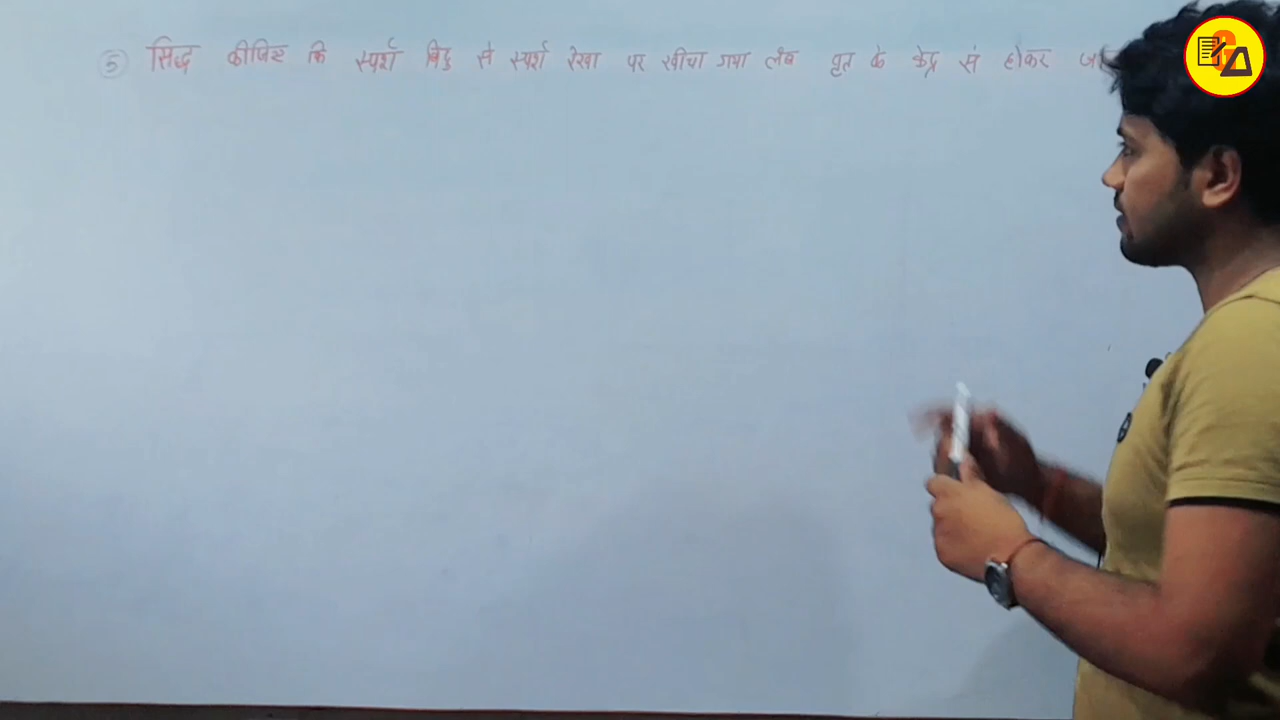 ⑤ सिद्ध कीजिए कि स्पर्श बिंदु से स्पर्श रेखा पर खींचा गया लंब वृत के केंद्र से होकर